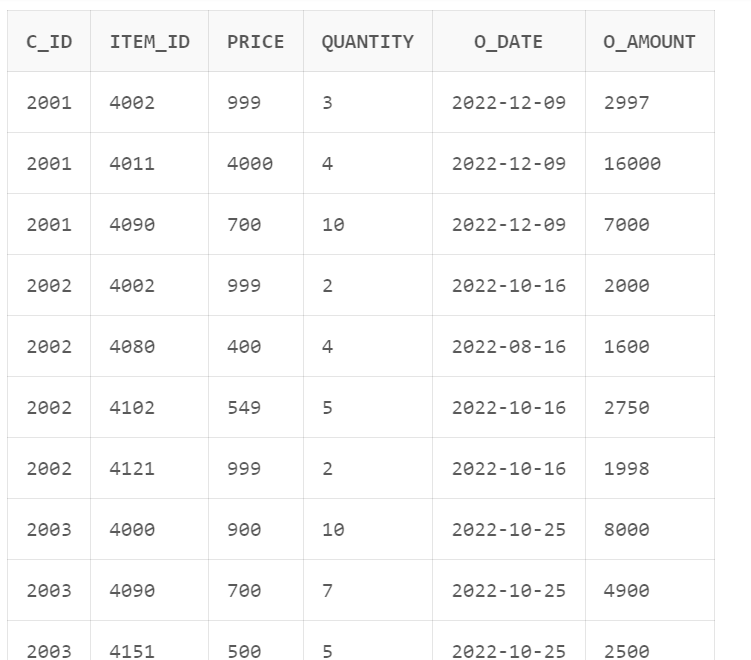 C_ID ITEM_ID PRICE QUANTITY O_DATE O_AMOUNT
2001 4002 999 3 2022-12-09 2997
2001 4011 4000 4 2022-12-09 16000
2001 4090 700 10 2022-12-09 7000
2002 4002 999 2 2022-10-16 2000
2002 4080 400 4 2022-08-16 1600
2002 4102 549 5 2022-10-16 2750
2002 4121 999 2 2022-10-16 1998
2003 4000 900 10 2022-10-25 8000
2003 4090 700 7 2022-10-25 4900
2003 4151 500 5 2022-10-25 2500